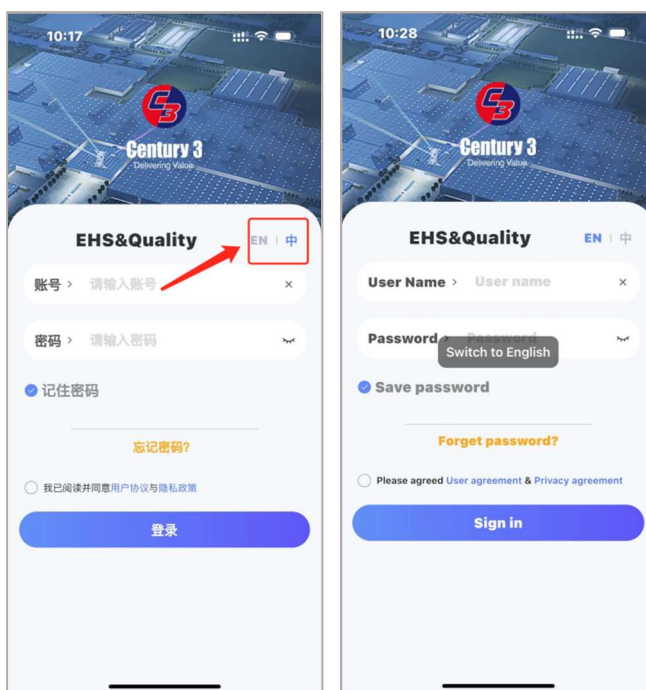 10:17
Century 3
Delivering Value
EHS&Quality
EN | 中
账号 > 请输入账号 ×
密码 > 请输入密码
记住密码
忘记密码?
我已阅读并同意用户协议与隐私政策
登录
10:28
Century 3
Delivering Value
EHS&Quality
EN | 中
User Name > User name ×
Password > Password
Switch to English
Save password
Forget password?
Please agreed User agreement & Privacy agreement
Sign in